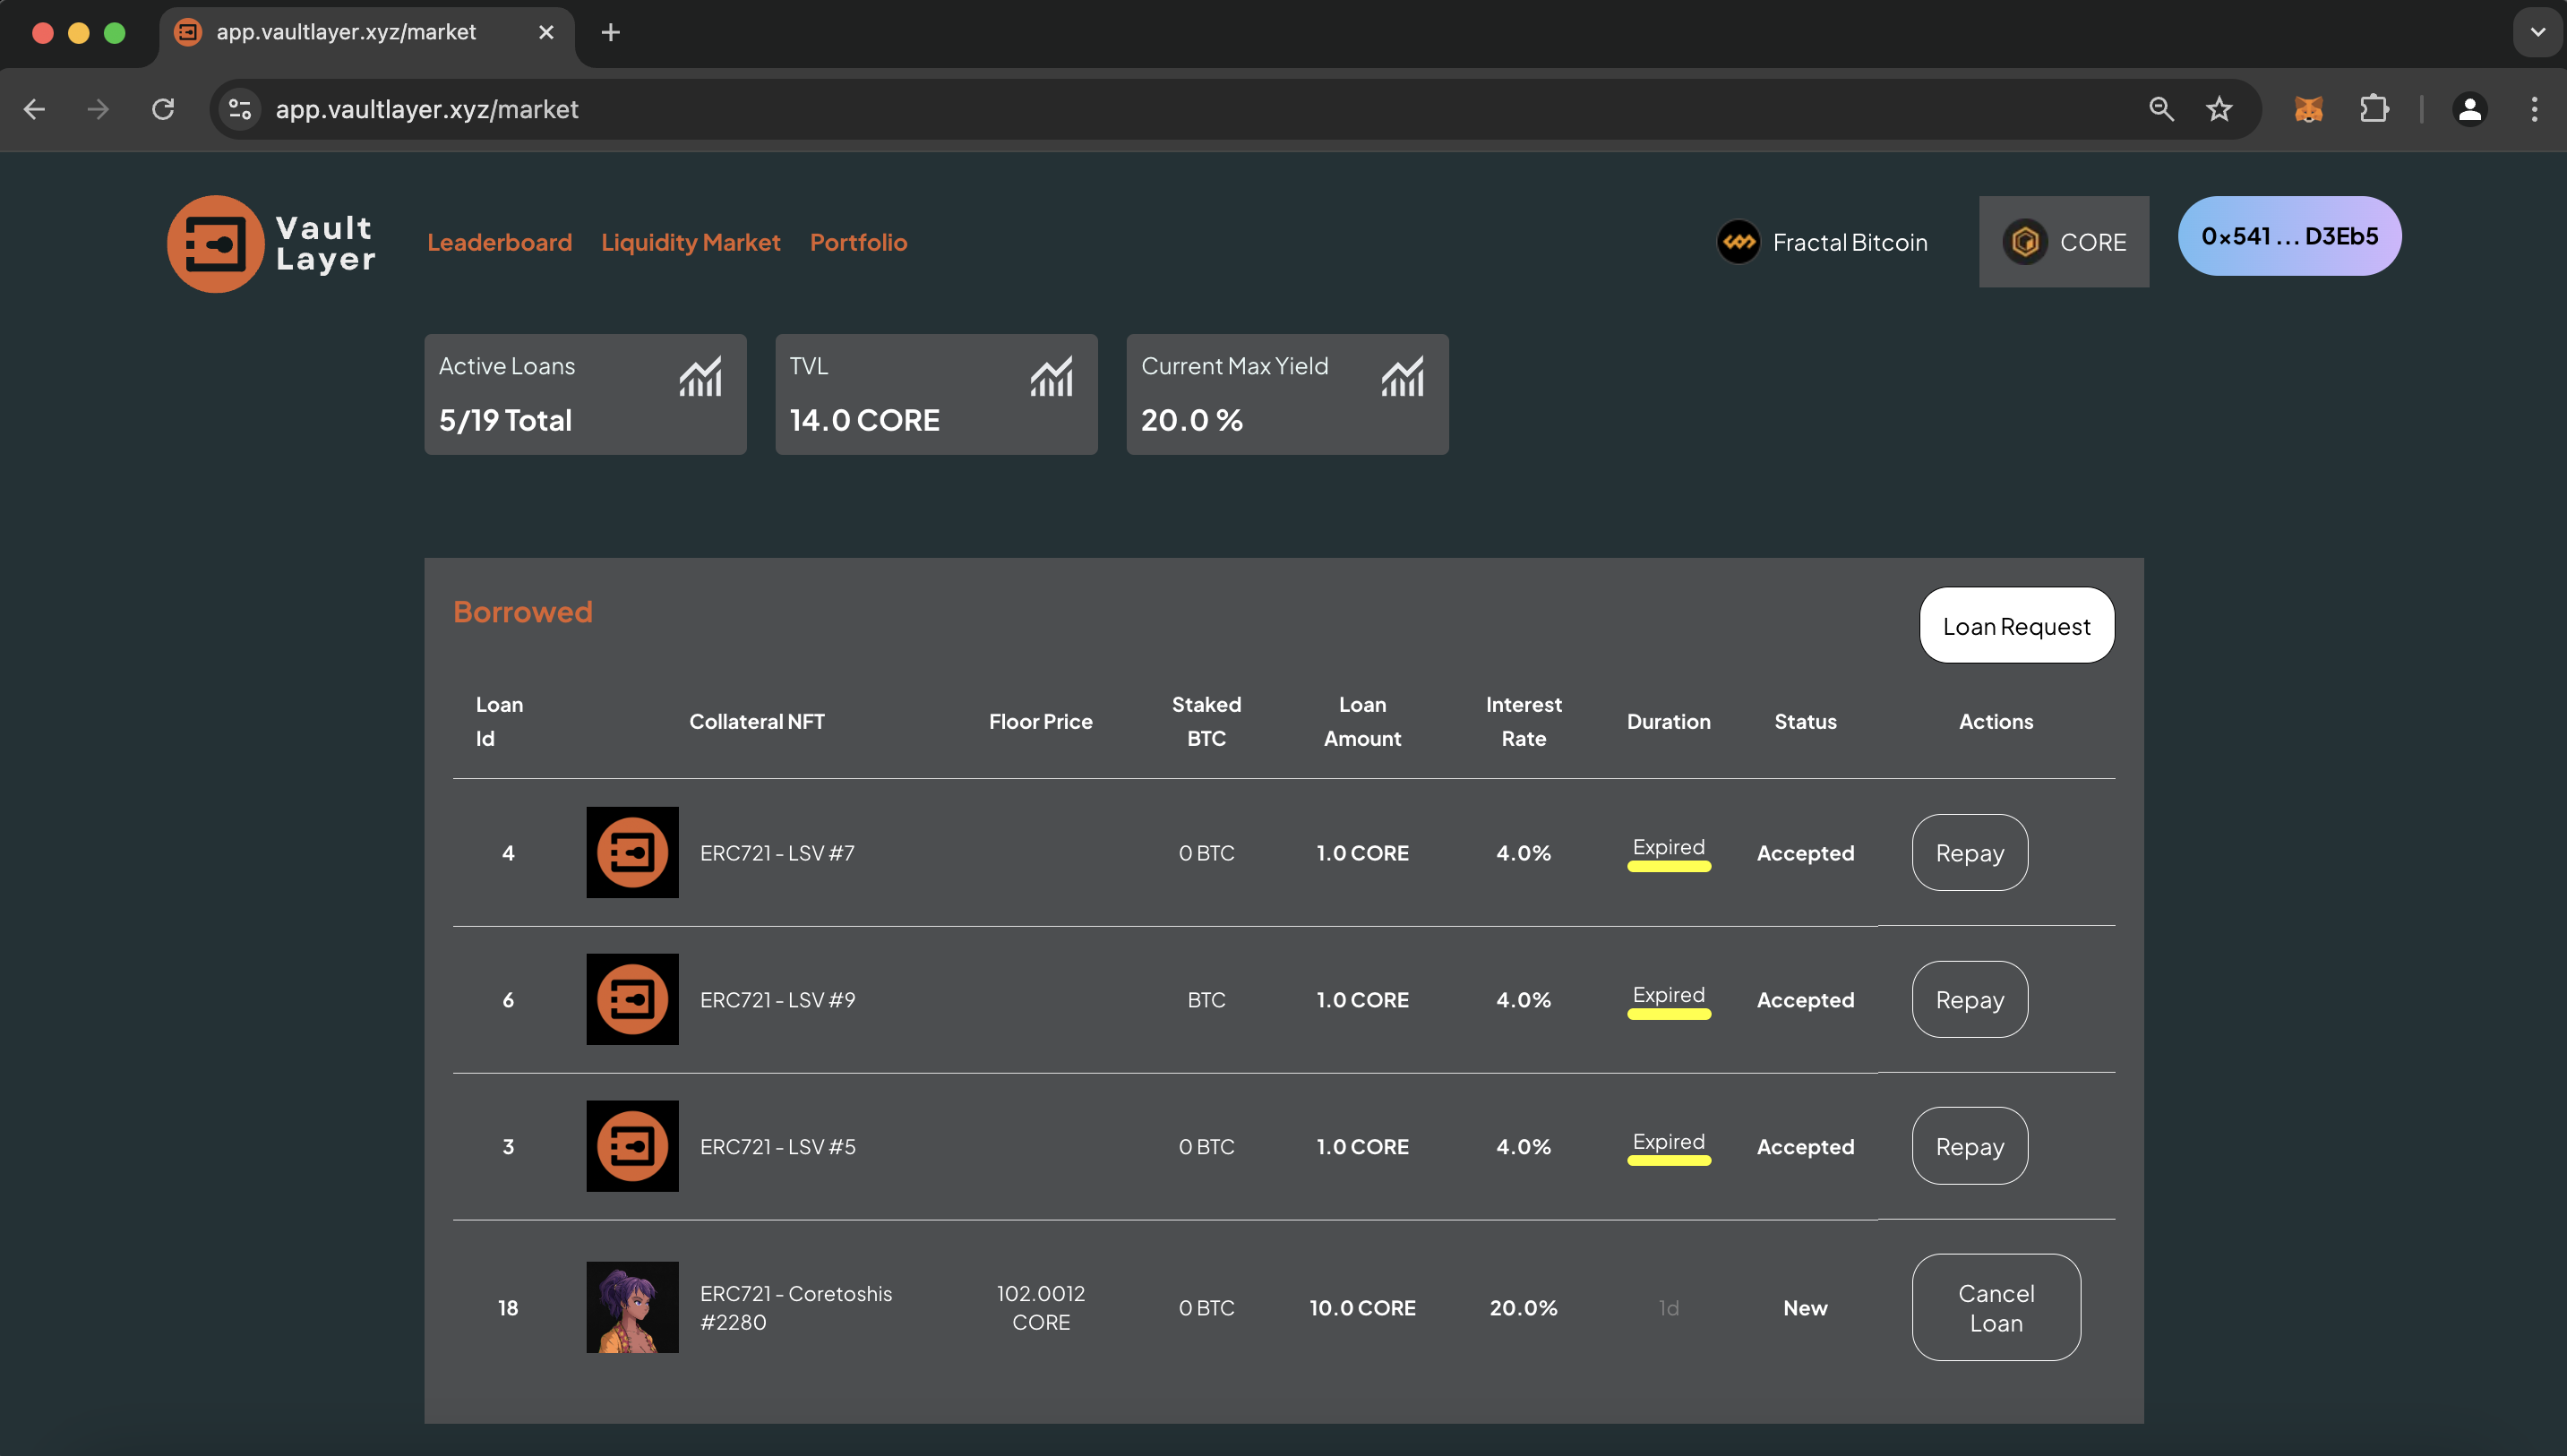 app.vaultlayer.xyz/market
app.vaultlayer.xyz/market
Vault
Layer
Leaderboard Liquidity Market Portfolio
Fractal Bitcoin
CORE
0×541 ... D3Eb5
Active Loans
5/19 Total
TVL
14.0 CORE
Current Max Yield
20.0 %
Borrowed
Loan Request
Loan Id Collateral NFT Floor Price Staked BTC Loan Amount Interest Rate Duration Status Actions
4 ERC721 - LSV #7 0 BTC 1.0 CORE 4.0% Expired Accepted Repay
6 ERC721 - LSV #9 BTC 1.0 CORE 4.0% Expired Accepted Repay
3 ERC721 - LSV #5 0 BTC 1.0 CORE 4.0% Expired Accepted Repay
18 ERC721 - Coretoshis #2280 102.0012 CORE 0 BTC 10.0 CORE 20.0% 1d New Cancel Loan